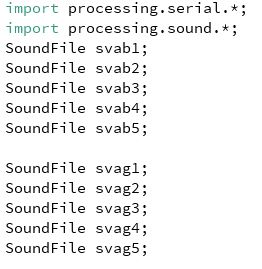 import processing.serial.*;
import processing.sound.*;
SoundFile svab1;
SoundFile svab2;
SoundFile svab3;
SoundFile svab4;
SoundFile svab5;

SoundFile svag1;
SoundFile svag2;
SoundFile svag3;
SoundFile svag4;
SoundFile svag5;